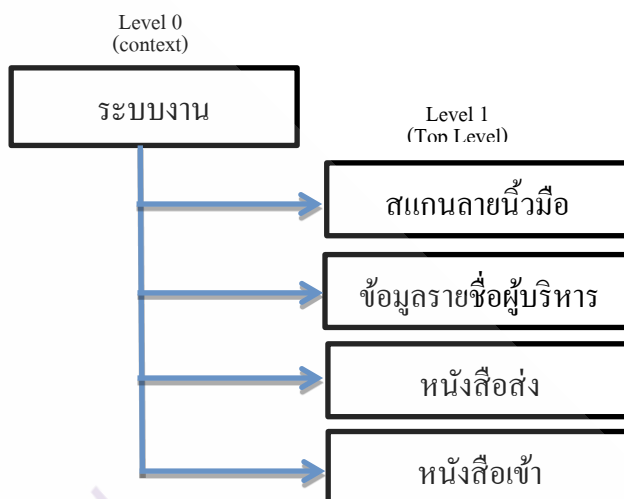 Level 0
(context)
ระบบงาน
Level 1
(Top Level)
สแกนลายนิ้วมือ
ข้อมูลรายชื่อผู้บริหาร
หนังสือส่ง
หนังสือเข้า